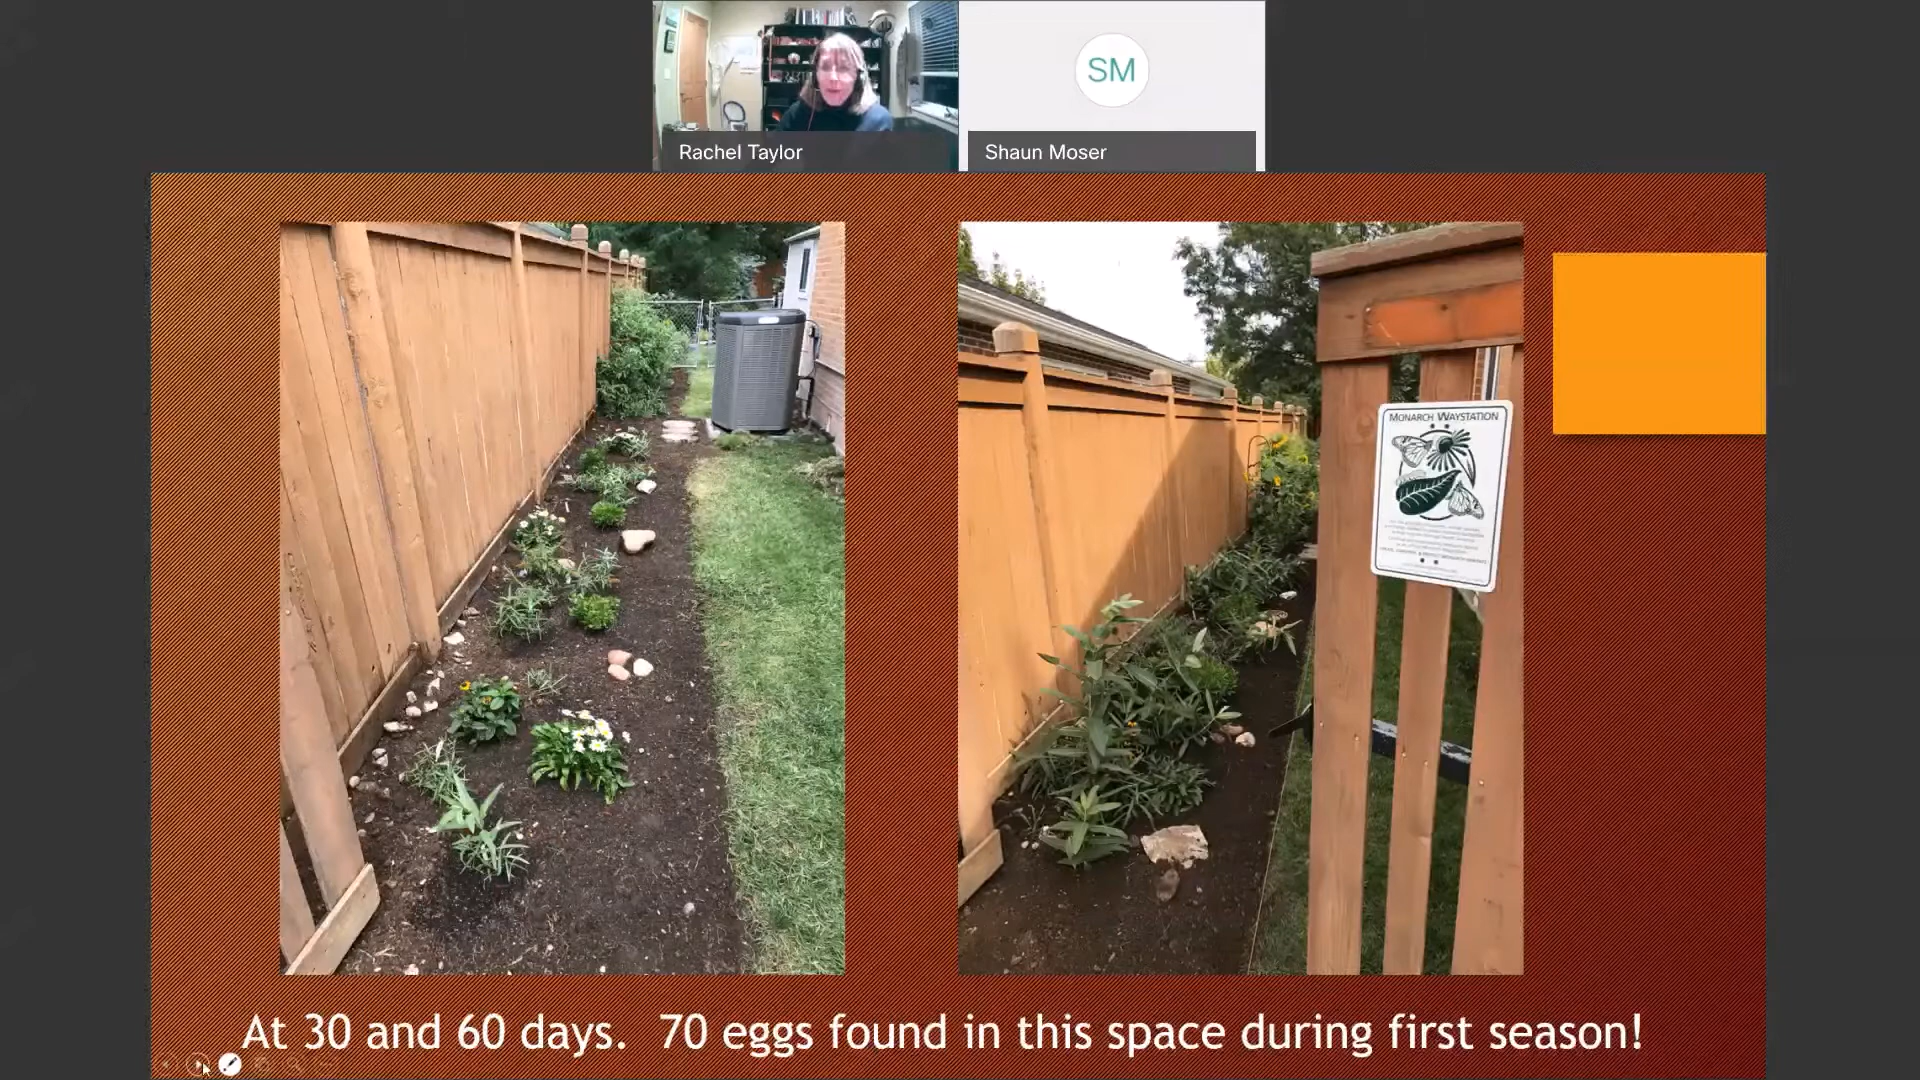 SM
Rachel Taylor
Shaun Moser
MONARCH WAYSTATION
At 30 and 60 days. 70 eggs found in this space during first season!